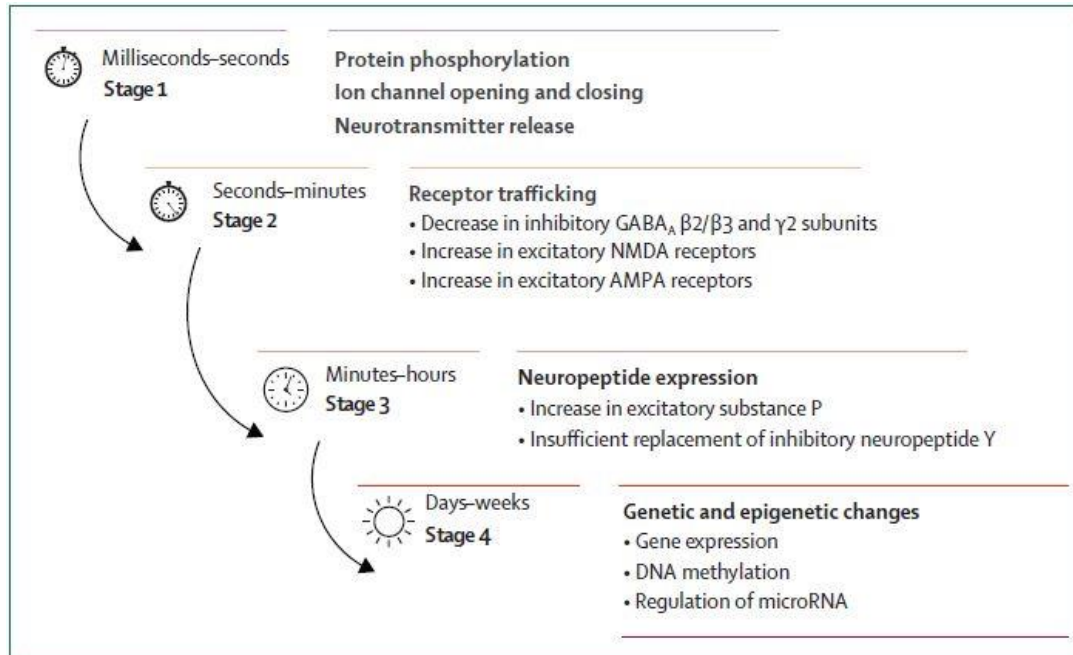 Milliseconds–seconds
Stage 1
Protein phosphorylation
Ion channel opening and closing
Neurotransmitter release
Seconds–minutes
Stage 2
Receptor trafficking
• Decrease in inhibitory GABA_A β2/β3 and γ2 subunits
• Increase in excitatory NMDA receptors
• Increase in excitatory AMPA receptors
Minutes–hours
Stage 3
Neuropeptide expression
• Increase in excitatory substance P
• Insufficient replacement of inhibitory neuropeptide Y
Days–weeks
Stage 4
Genetic and epigenetic changes
• Gene expression
• DNA methylation
• Regulation of microRNA